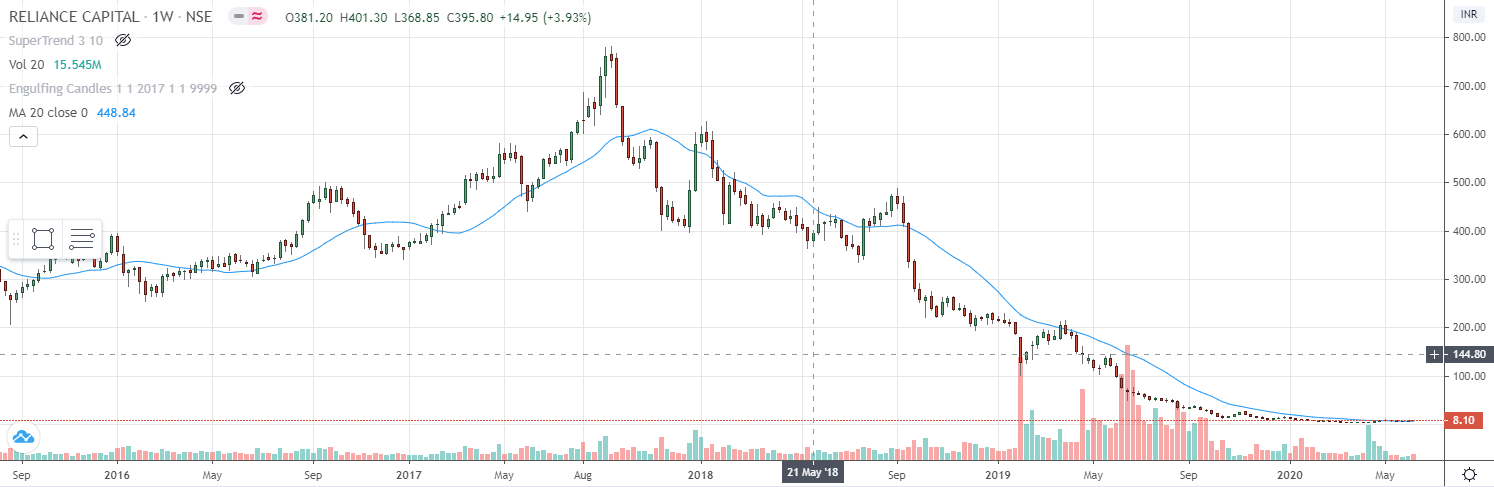 RELIANCE CAPITAL · 1W · NSE O381.20 H401.30 L368.85 C395.80 +14.95 (+3.93%)
INR
SuperTrend 3 10
Vol 20 15.545M
Engulfing Candles 1 1 2017 1 1 9999
MA 20 close 0 448.84
800.00
700.00
600.00
500.00
400.00
300.00
200.00
144.80
100.00
8.10
Sep 2016 May Sep 2017 May Aug 2018 21 May '18 Sep 2019 May Sep 2020 May